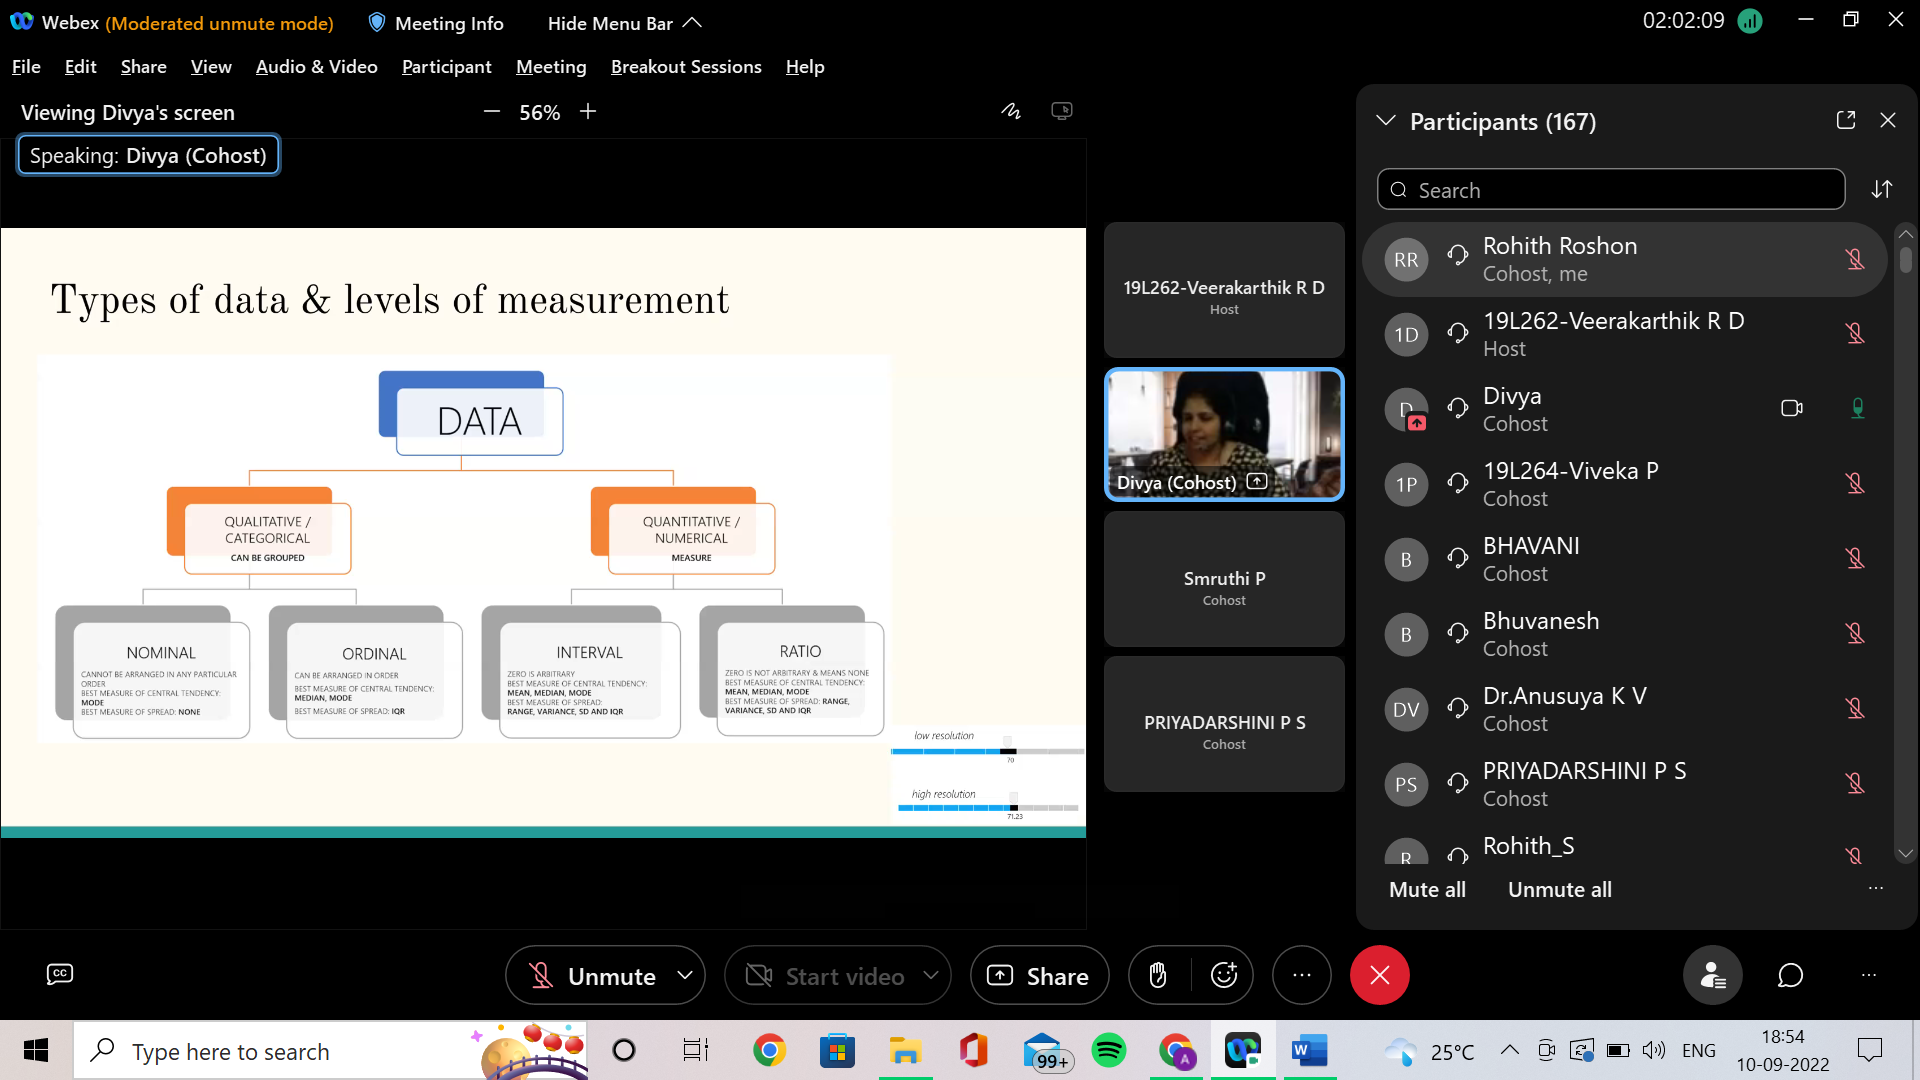 Webex (Moderated unmute mode)
Meeting Info
Hide Menu Bar
02:02:09
File Edit Share View Audio & Video Participant Meeting Breakout Sessions Help
Viewing Divya's screen
56%
Speaking: Divya (Cohost)
Types of data & levels of measurement
DATA
QUALITATIVE /
CATEGORICAL
CAN BE GROUPED
QUANTITATIVE /
NUMERICAL
MEASURE
NOMINAL
CANNOT BE ARRANGED IN ANY PARTICULAR
ORDER
BEST MEASURE OF CENTRAL TENDENCY:
MODE
BEST MEASURE OF SPREAD: NONE
ORDINAL
CAN BE ARRANGED IN ORDER
BEST MEASURE OF CENTRAL TENDENCY:
MEDIAN, MODE
BEST MEASURE OF SPREAD: IQR
INTERVAL
ZERO IS ARBITRARY
BEST MEASURE OF CENTRAL TENDENCY:
MEAN, MEDIAN, MODE
BEST MEASURE OF SPREAD:
RANGE, VARIANCE, SD AND IQR
RATIO
ZERO IS NOT ARBITRARY & MEANS NONE
BEST MEASURE OF CENTRAL TENDENCY:
MEAN, MEDIAN, MODE
BEST MEASURE OF SPREAD: RANGE,
VARIANCE, SD AND IQR
low resolution
70
high resolution
71.23
19L262-Veerakarthik R D
Host
Divya (Cohost)
Smruthi P
Cohost
PRIYADARSHINI P S
Cohost
Participants (167)
Search
RR
Rohith Roshon
Cohost, me
1D
19L262-Veerakarthik R D
Host
D
Divya
Cohost
1P
19L264-Viveka P
Cohost
B
BHAVANI
Cohost
B
Bhuvanesh
Cohost
DV
Dr.Anusuya K V
Cohost
PS
PRIYADARSHINI P S
Cohost
R
Rohith_S
Mute all
Unmute all
CC
Unmute
Start video
Share
Type here to search
99+
A
W
25°C
ENG
18:54
10-09-2022